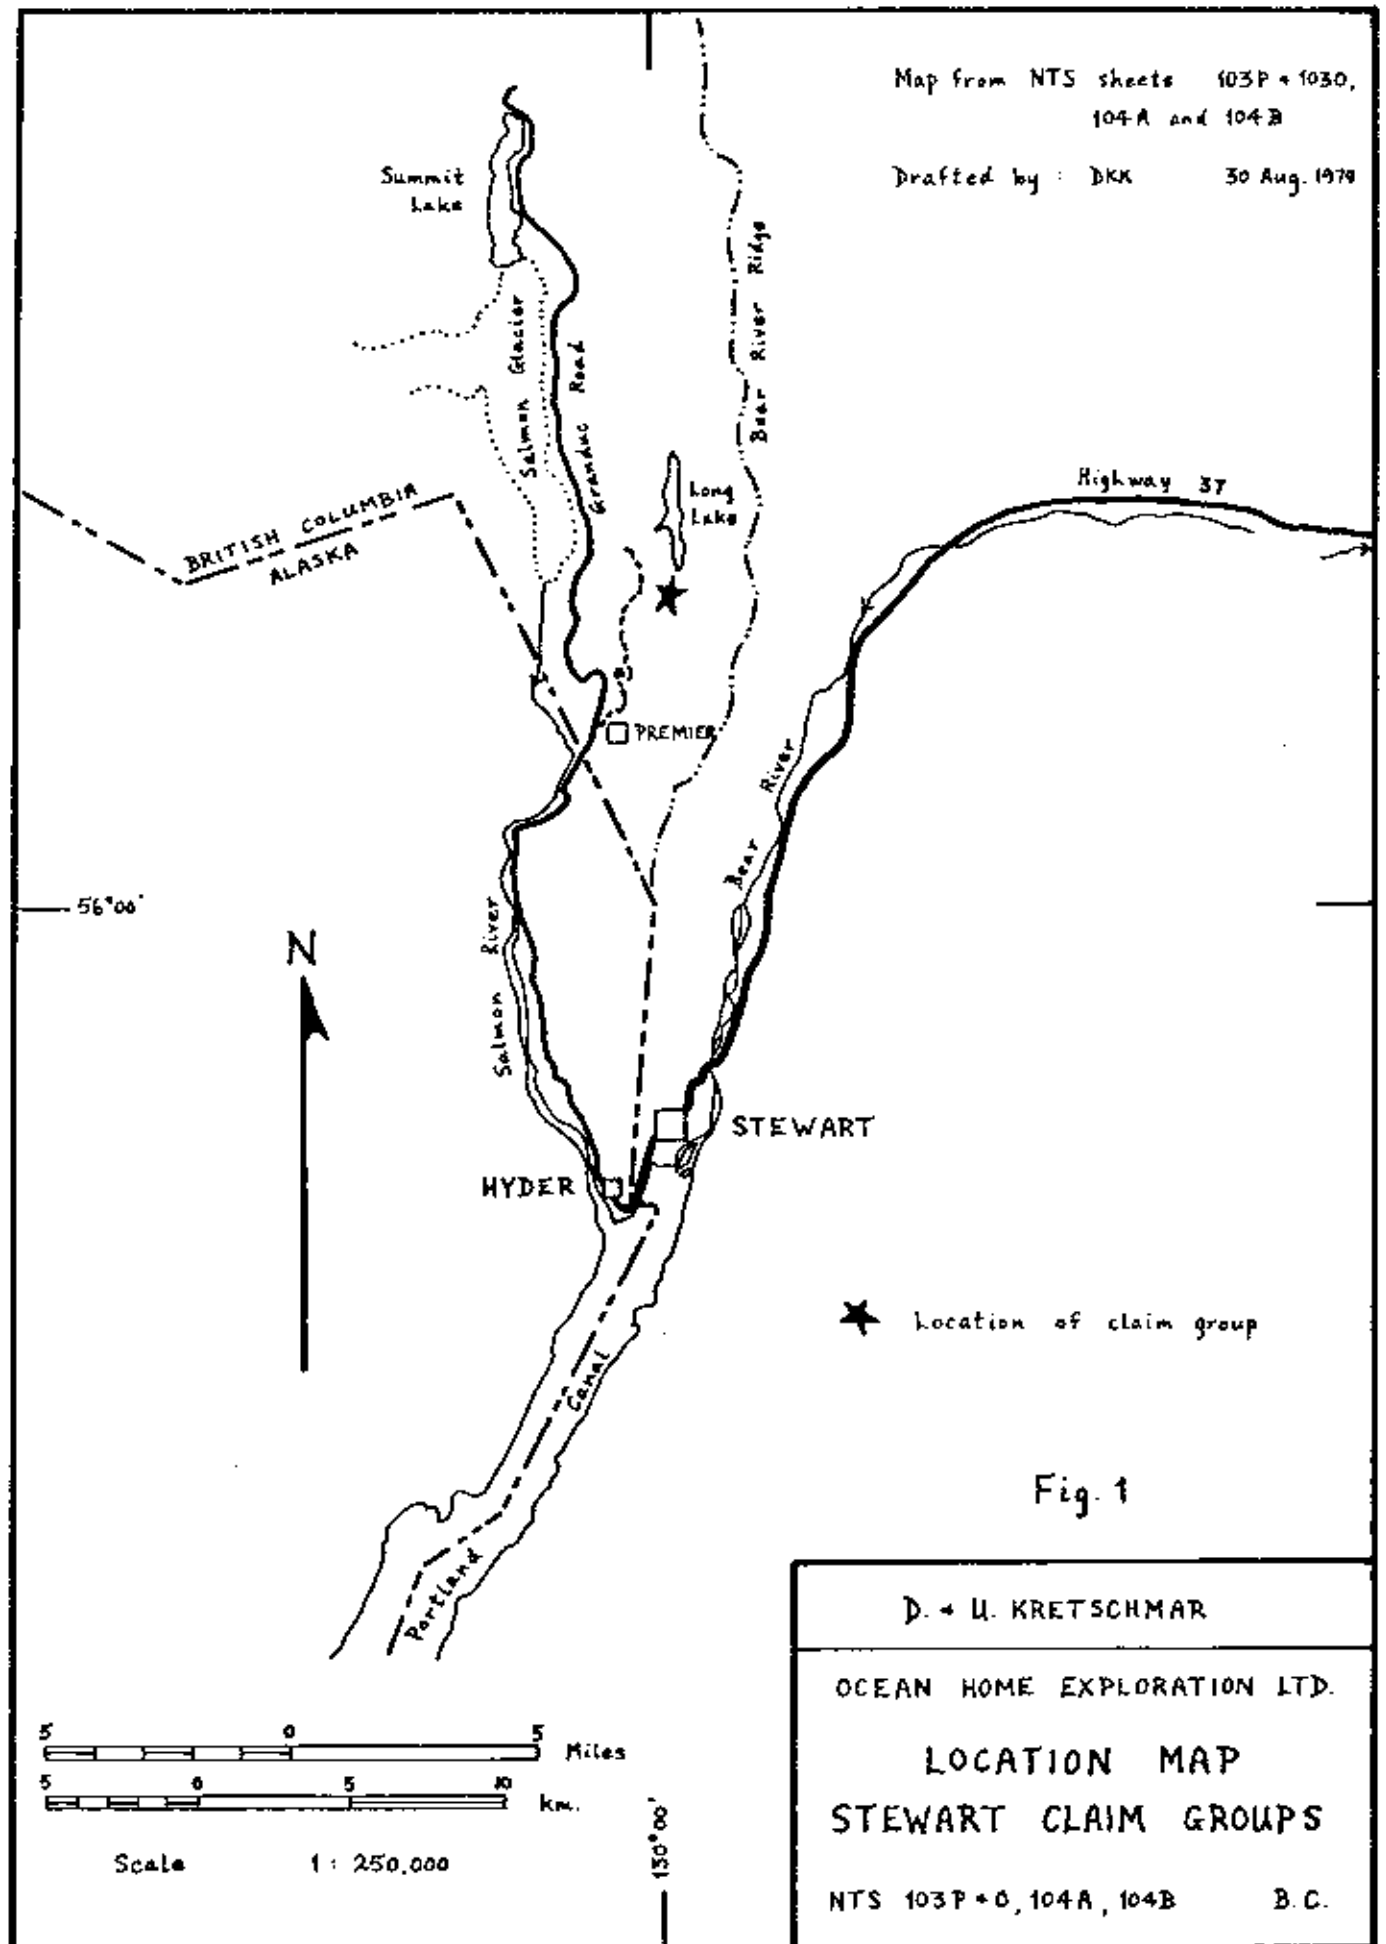 Map from NTS sheets 103P + 103O,
104A and 104B
Drafted by : DKK 30 Aug. 1979
Summit
Lake
Salmon Glacier
Granduc Road
Bear River Ridge
Long
Lake
Highway 37
BRITISH COLUMBIA
ALASKA
PREMIER
Bear River
56°00'
N
Salmon River
STEWART
HYDER
Location of claim group
Portland Canal
Fig. 1
D. + U. KRETSCHMAR
OCEAN HOME EXPLORATION LTD.
LOCATION MAP
STEWART CLAIM GROUPS
NTS 103P + O, 104A, 104B B.C.
5 0 5 Miles
5 0 5 10 km.
Scale 1 : 250,000
130°00'